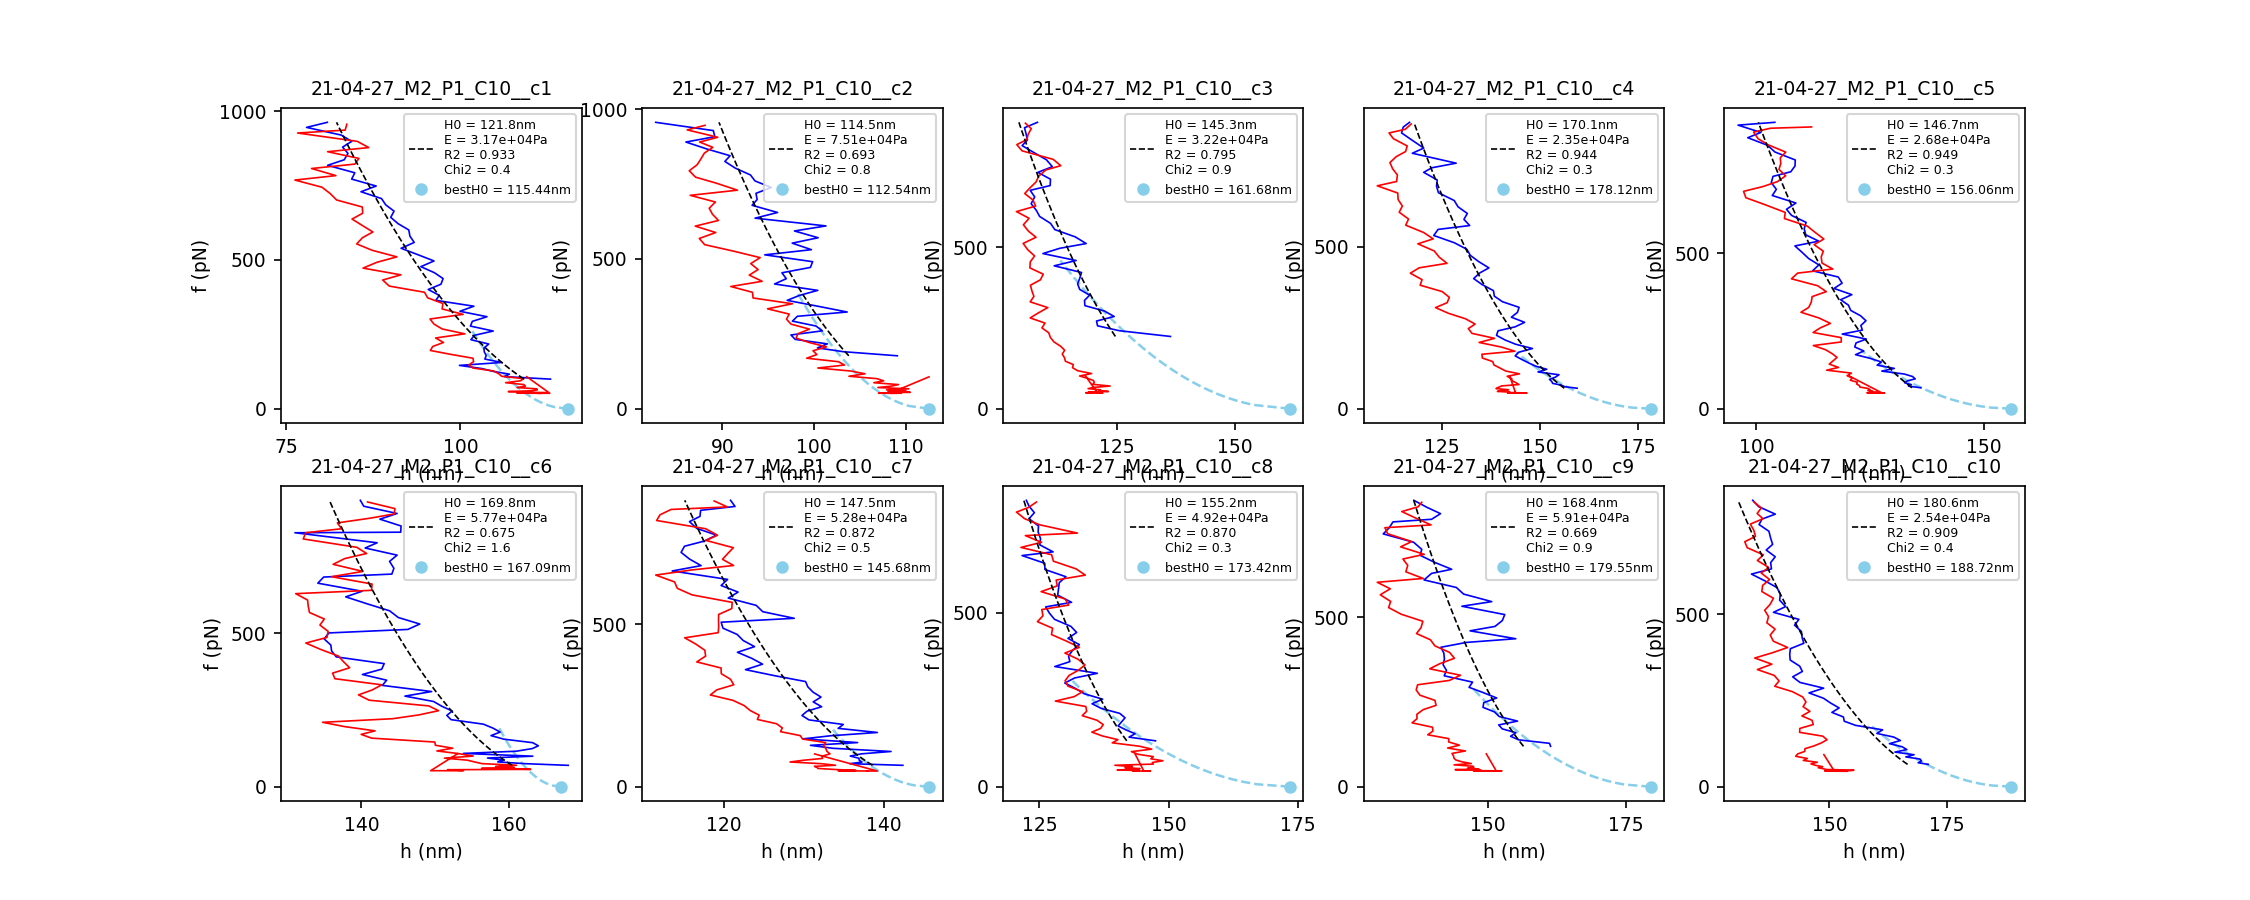 21-04-27_M2_P1_C10__c1
1000
500
0
75
100
f (pN)
h (nm)
H0 = 121.8nm
E = 3.17e+04Pa
R2 = 0.933
Chi2 = 0.4
bestH0 = 115.44nm
21-04-27_M2_P1_C10__c2
1000
500
0
90
100
110
f (pN)
h (nm)
H0 = 114.5nm
E = 7.51e+04Pa
R2 = 0.693
Chi2 = 0.8
bestH0 = 112.54nm
21-04-27_M2_P1_C10__c3
500
0
125
150
f (pN)
h (nm)
H0 = 145.3nm
E = 3.22e+04Pa
R2 = 0.795
Chi2 = 0.9
bestH0 = 161.68nm
21-04-27_M2_P1_C10__c4
500
0
125
150
175
f (pN)
h (nm)
H0 = 170.1nm
E = 2.35e+04Pa
R2 = 0.944
Chi2 = 0.3
bestH0 = 178.12nm
21-04-27_M2_P1_C10__c5
500
0
100
150
f (pN)
h (nm)
H0 = 146.7nm
E = 2.68e+04Pa
R2 = 0.949
Chi2 = 0.3
bestH0 = 156.06nm
21-04-27_M2_P1_C10__c6
500
0
140
160
f (pN)
h (nm)
H0 = 169.8nm
E = 5.77e+04Pa
R2 = 0.675
Chi2 = 1.6
bestH0 = 167.09nm
21-04-27_M2_P1_C10__c7
500
0
120
140
f (pN)
h (nm)
H0 = 147.5nm
E = 5.28e+04Pa
R2 = 0.872
Chi2 = 0.5
bestH0 = 145.68nm
21-04-27_M2_P1_C10__c8
500
0
125
150
175
f (pN)
h (nm)
H0 = 155.2nm
E = 4.92e+04Pa
R2 = 0.870
Chi2 = 0.3
bestH0 = 173.42nm
21-04-27_M2_P1_C10__c9
500
0
150
175
f (pN)
h (nm)
H0 = 168.4nm
E = 5.91e+04Pa
R2 = 0.669
Chi2 = 0.9
bestH0 = 179.55nm
21-04-27_M2_P1_C10__c10
500
0
150
175
f (pN)
h (nm)
H0 = 180.6nm
E = 2.54e+04Pa
R2 = 0.909
Chi2 = 0.4
bestH0 = 188.72nm